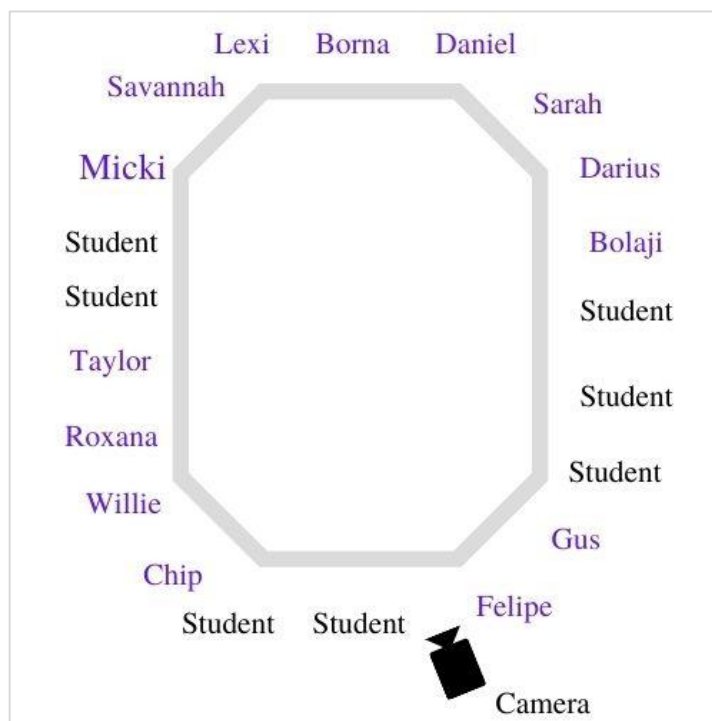 Lexi Borna Daniel
Savannah
Sarah
Micki
Darius
Student
Bolaji
Student
Student
Taylor
Student
Roxana
Student
Willie
Gus
Chip
Felipe
Student Student
Camera